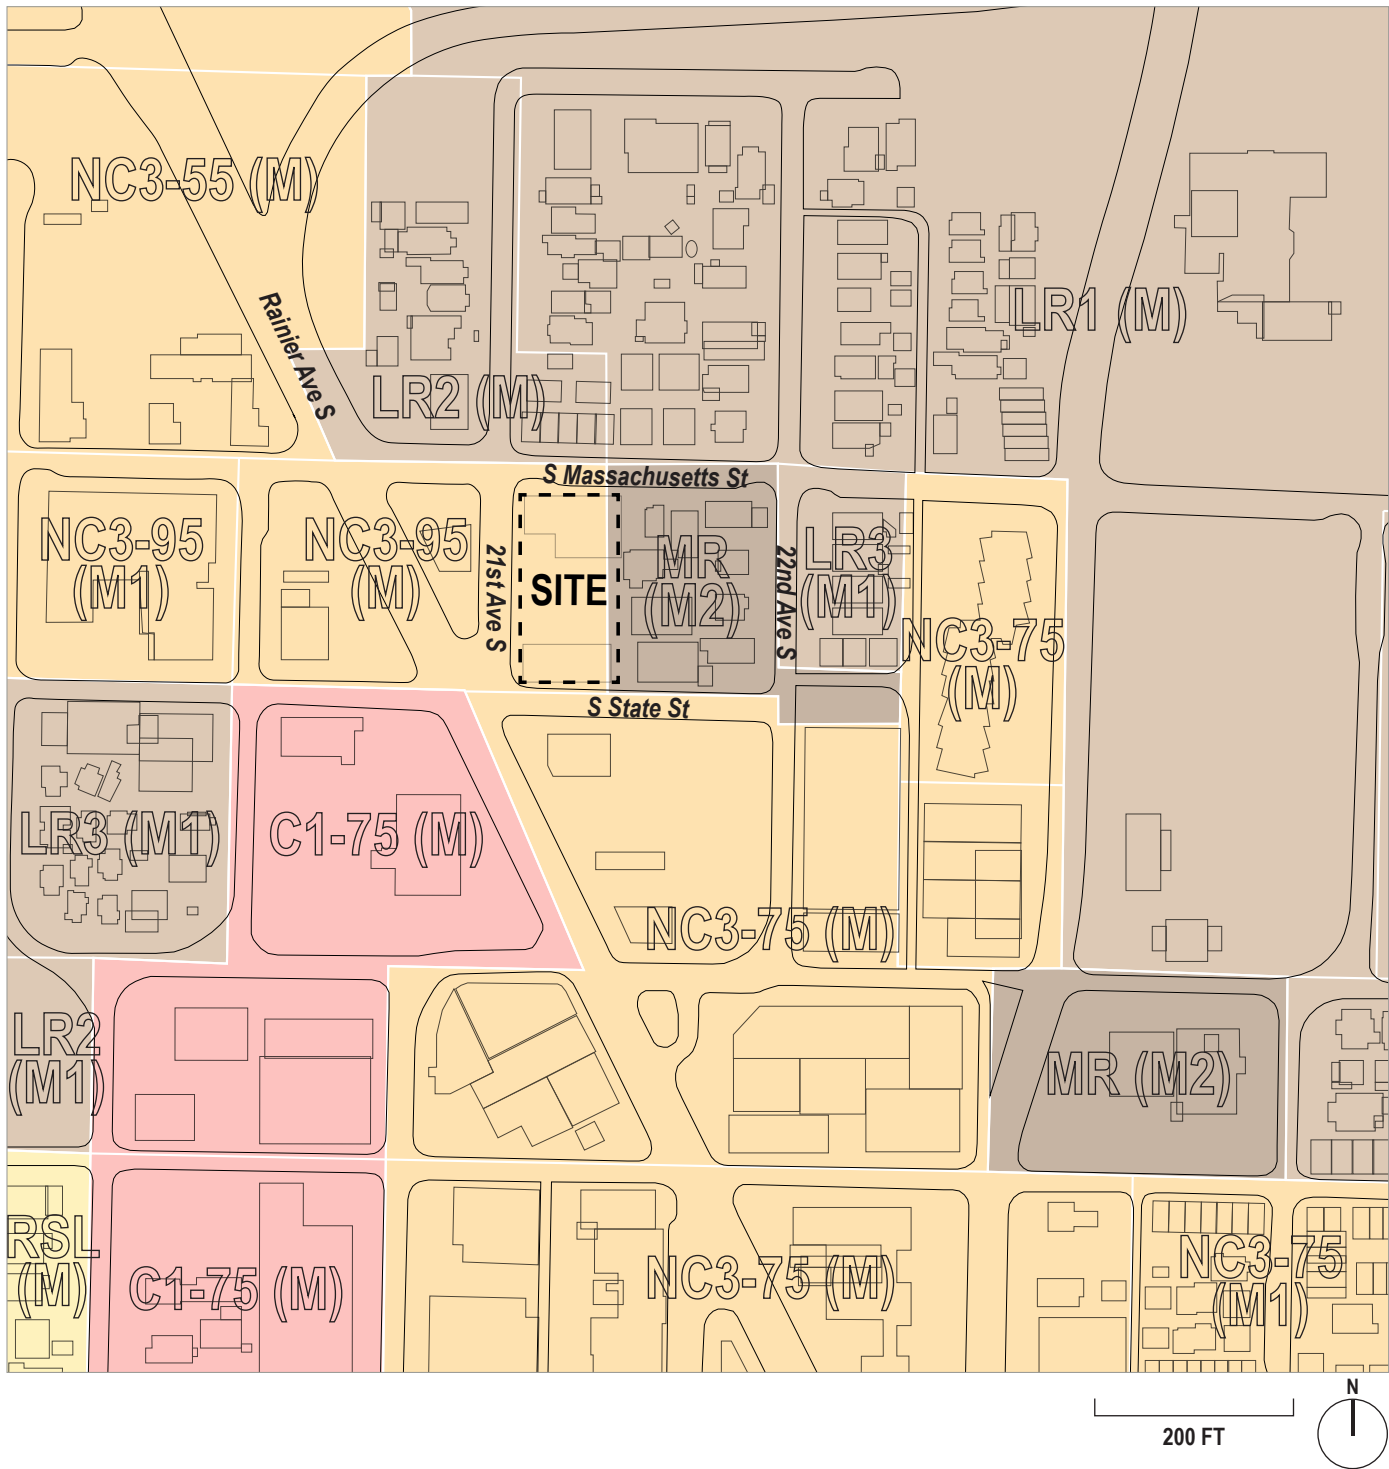 NC3-55 (M)
Rainier Ave S
LR1 (M)
LR2 (M)
S Massachusetts St
NC3-95
(M1)
NC3-95
(M)
21st Ave S
SITE
MR
(M2)
22nd Ave S
LR3
(M1)
NC3-75
(M)
S State St
LR3 (M1)
C1-75 (M)
NC3-75 (M)
LR2
(M1)
MR (M2)
RSL
(M)
C1-75 (M)
NC3-75 (M)
NC3-75
(M1)
200 FT
N